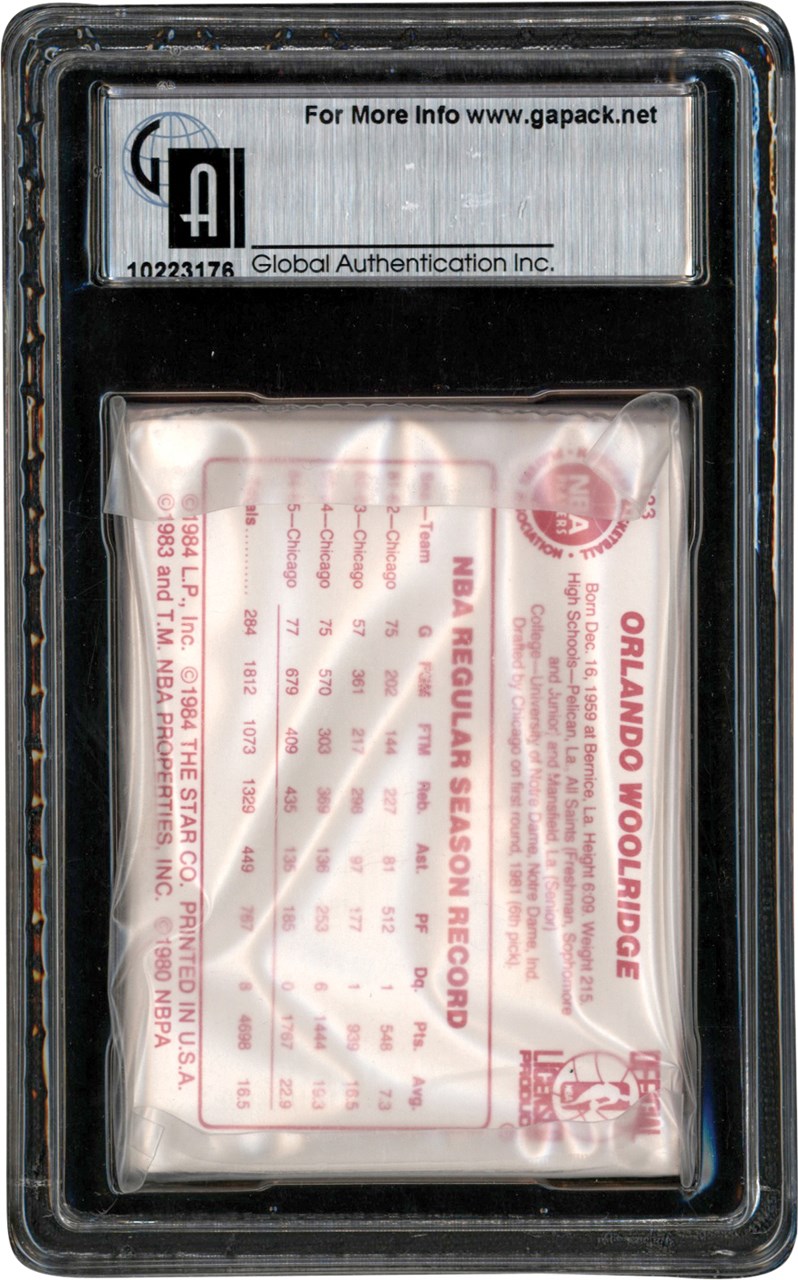 For More Info www.gapack.net
GA
10223176
Global Authentication Inc.
ORLANDO WOOLRIDGE
Born Dec. 16, 1959 at Bernice, La. Height 6:09. Weight 215.
High Schools—Pelican, La., All Saints (Freshman, Sophomore
and Junior) and Mansfield, La. (Senior)
College—University of Notre Dame, Notre Dame, Ind.
Drafted by Chicago on first round, 1981 (6th pick).
NBA
NBA REGULAR SEASON RECORD
—Team G FGM FTM Reb. Ast. PF Dq. Pts. Avg.
2—Chicago 75 202 144 227 81 512 1 548 7.3
3—Chicago 57 361 217 298 97 177 1 939 16.5
4—Chicago 75 570 303 369 136 253 6 1444 19.3
5—Chicago 77 679 409 435 135 185 0 1767 22.9
als .......... 284 1812 1073 1329 449 767 8 4698 16.5
©1984 L.P., Inc. ©1984 THE STAR CO. PRINTED IN U.S.A.
©1983 and T.M. NBA PROPERTIES, INC. ©1980 NBPA